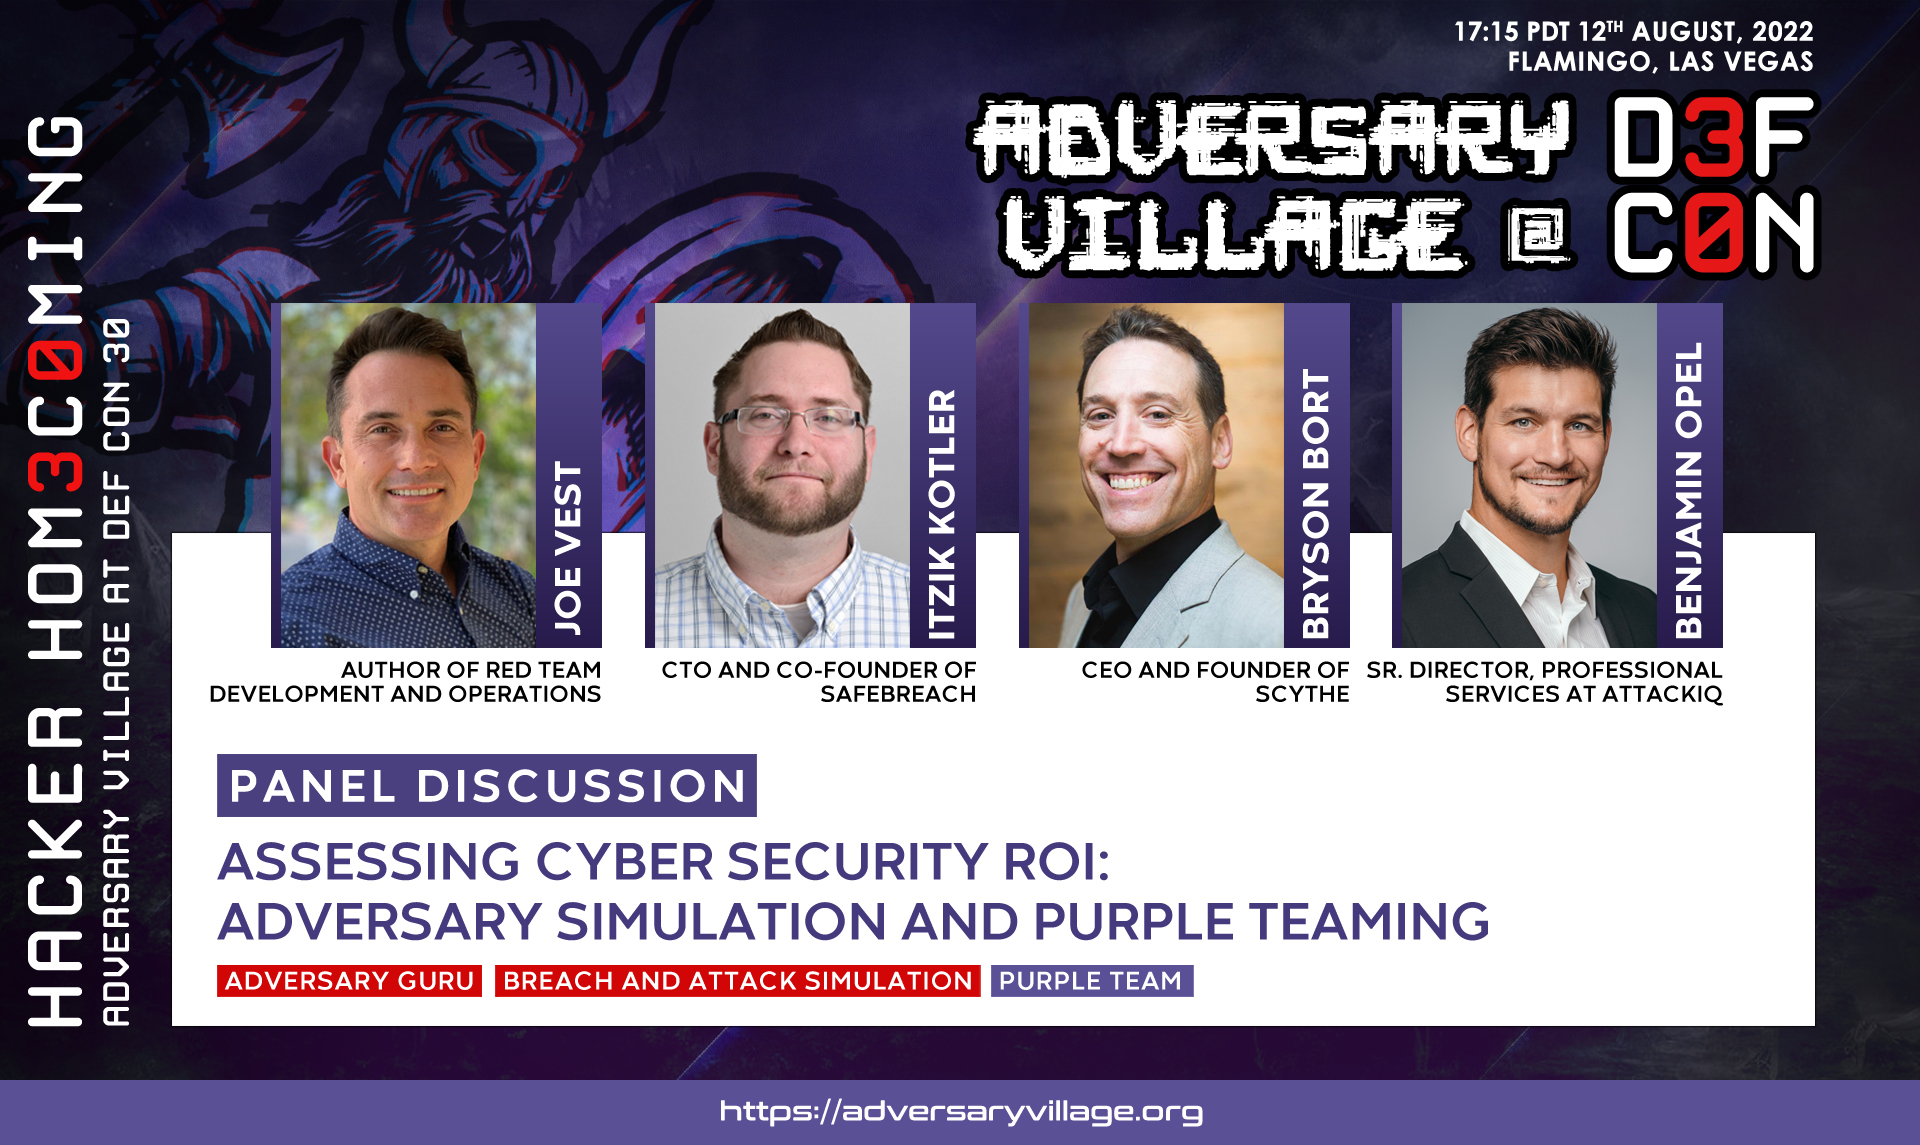 17:15 PDT 12TH AUGUST, 2022
FLAMINGO, LAS VEGAS
ADVERSARY D3F
VILLAGE @ C0N
HACKER HOM3C0MING
ADVERSARY VILLAGE AT DEF CON 30
JOE VEST
AUTHOR OF RED TEAM
DEVELOPMENT AND OPERATIONS
ITZIK KOTLER
CTO AND CO-FOUNDER OF
SAFEBREACH
BRYSON BORT
CEO AND FOUNDER OF
SCYTHE
BENJAMIN OPEL
SR. DIRECTOR, PROFESSIONAL
SERVICES AT ATTACKIQ
PANEL DISCUSSION
ASSESSING CYBER SECURITY ROI:
ADVERSARY SIMULATION AND PURPLE TEAMING
ADVERSARY GURU BREACH AND ATTACK SIMULATION PURPLE TEAM
https://adversaryvillage.org